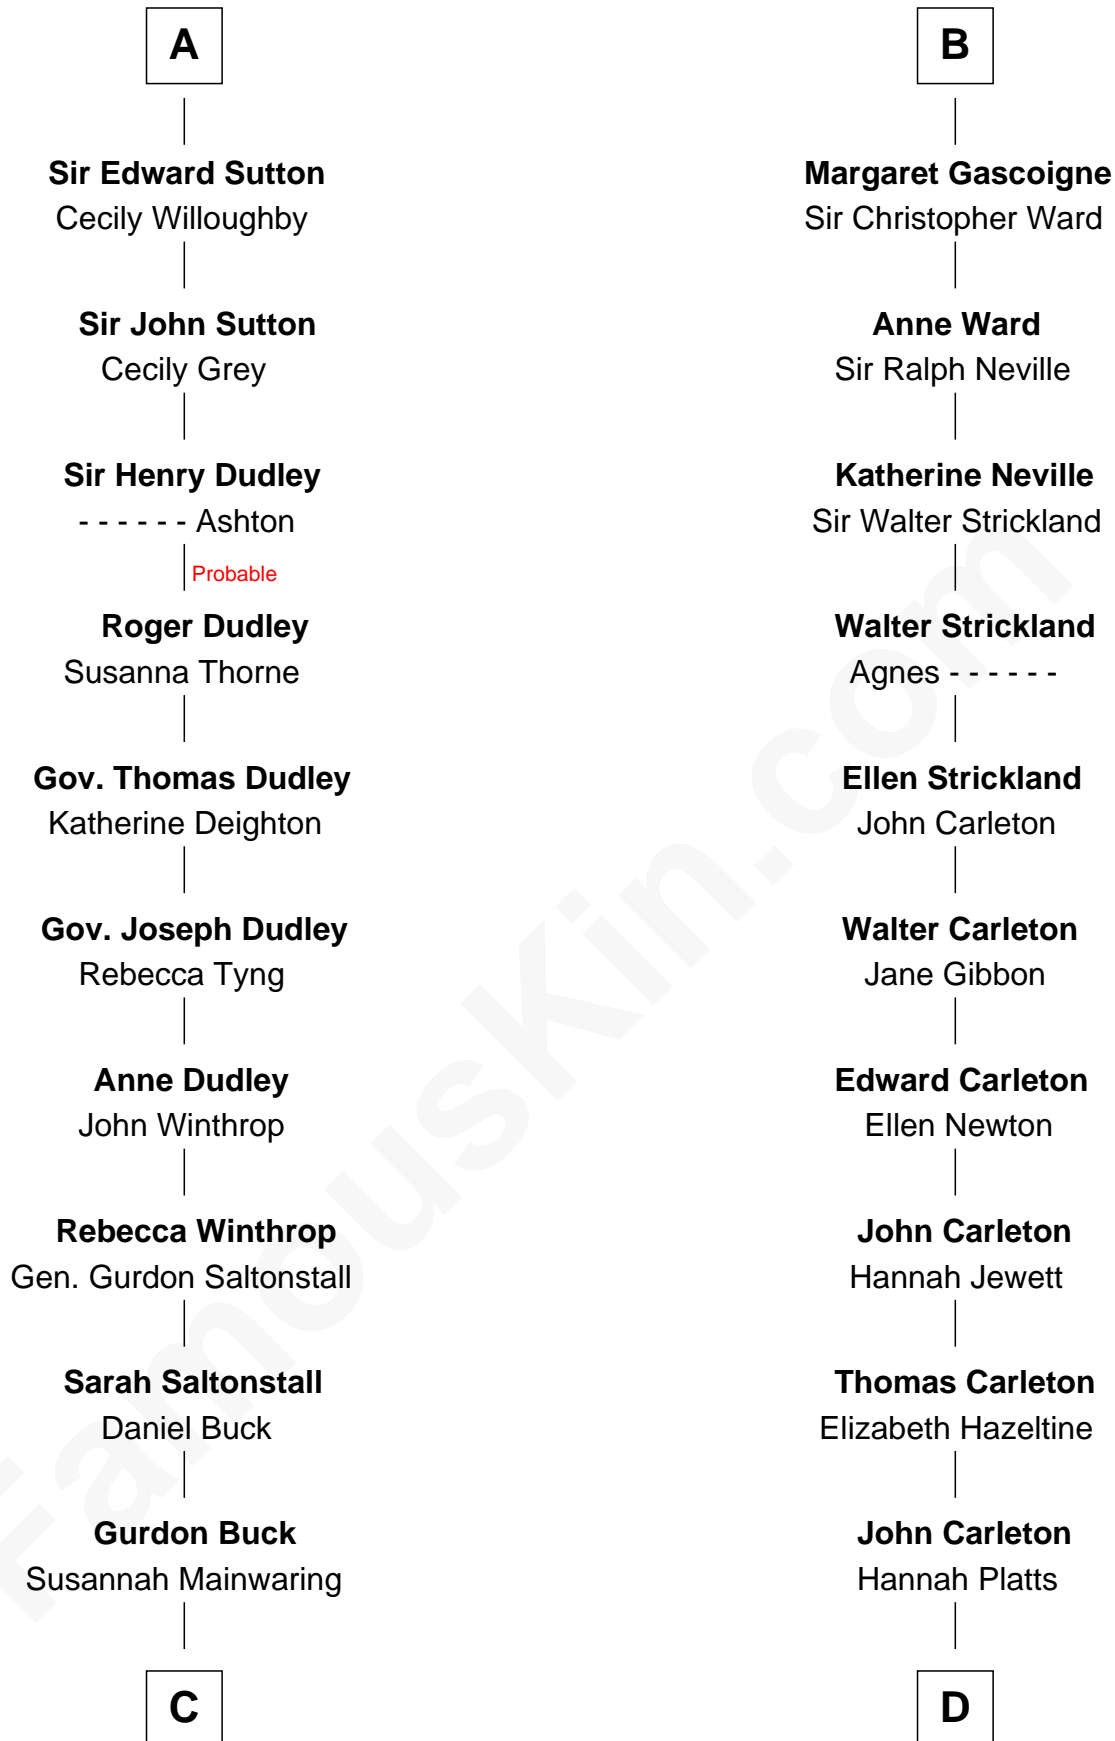 A
Sir Edward Sutton
Cecily Willoughby
Sir John Sutton
Cecily Grey
Sir Henry Dudley
- - - - - - Ashton
Probable
Roger Dudley
Susanna Thorne
Gov. Thomas Dudley
Katherine Deighton
Gov. Joseph Dudley
Rebecca Tyng
Anne Dudley
John Winthrop
Rebecca Winthrop
Gen. Gurdon Saltonstall
Sarah Saltonstall
Daniel Buck
Gurdon Buck
Susannah Mainwaring
C
B
Margaret Gascoigne
Sir Christopher Ward
Anne Ward
Sir Ralph Neville
Katherine Neville
Sir Walter Strickland
Walter Strickland
Agnes - - - - - -
Ellen Strickland
John Carleton
Walter Carleton
Jane Gibbon
Edward Carleton
Ellen Newton
John Carleton
Hannah Jewett
Thomas Carleton
Elizabeth Hazeltine
John Carleton
Hannah Platts
D
FamousKin.com